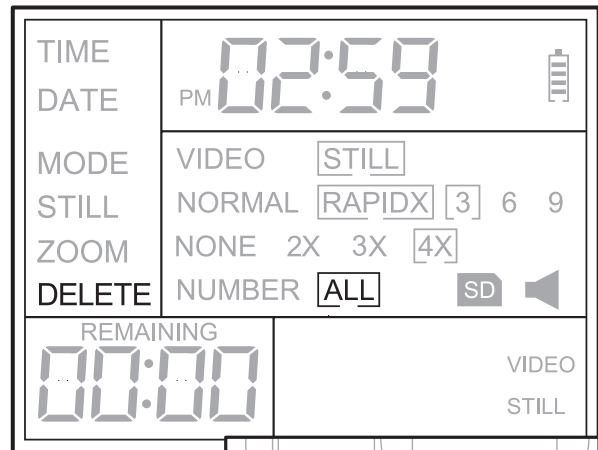 TIME
DATE
PM 02:59
MODE VIDEO STILL
STILL NORMAL RAPIDX 3 6 9
ZOOM NONE 2X 3X 4X
DELETE NUMBER ALL SD
REMAINING
00:00
VIDEO
STILL